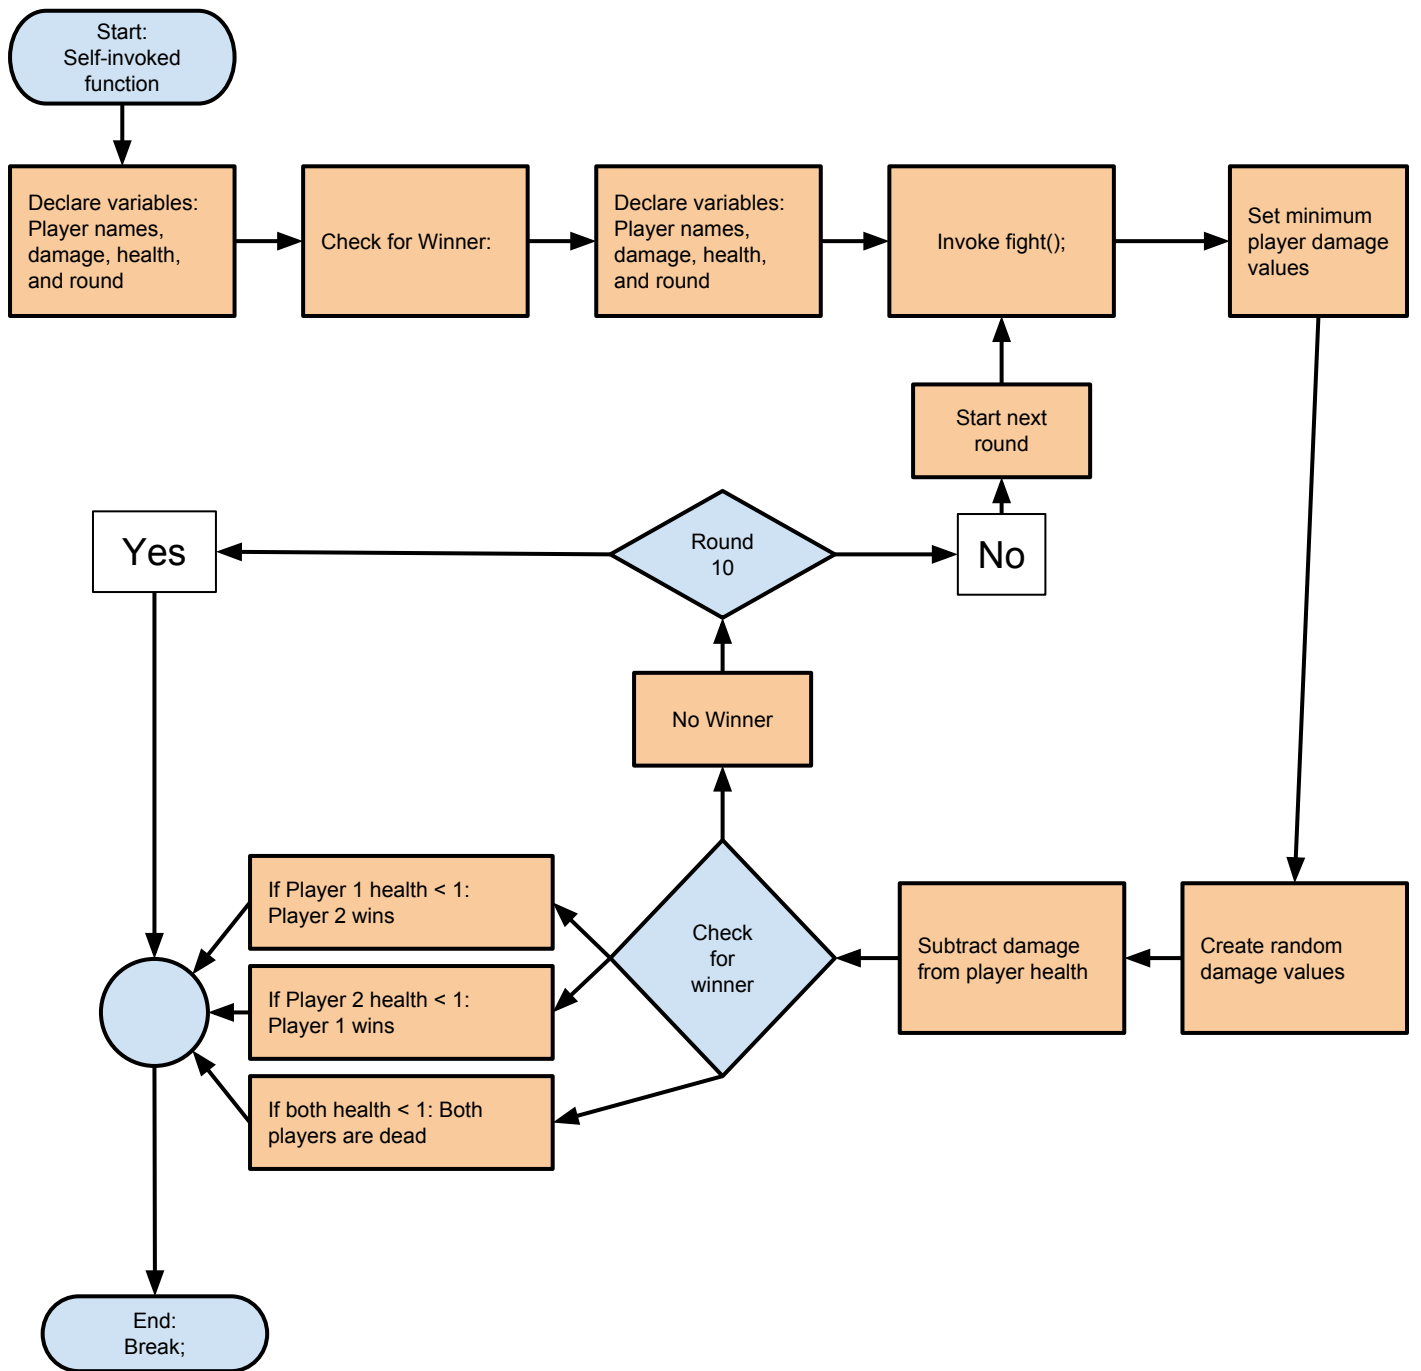 Start:
Self-invoked
function
Declare variables:
Player names,
damage, health,
and round
Check for Winner:
Declare variables:
Player names,
damage, health,
and round
Invoke fight();
Set minimum
player damage
values
Start next
round
Yes
Round
10
No
No Winner
If Player 1 health < 1:
Player 2 wins
Check
for
winner
Subtract damage
from player health
Create random
damage values
If Player 2 health < 1:
Player 1 wins
If both health < 1: Both
players are dead
End:
Break;